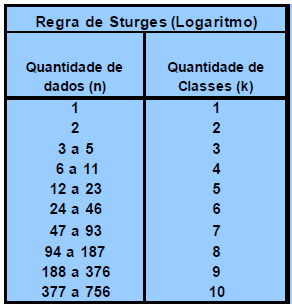 Regra de Sturges (Logaritmo)
Quantidade de dados (n) Quantidade de Classes (k)
1 1
2 2
3 a 5 3
6 a 11 4
12 a 23 5
24 a 46 6
47 a 93 7
94 a 187 8
188 a 376 9
377 a 756 10